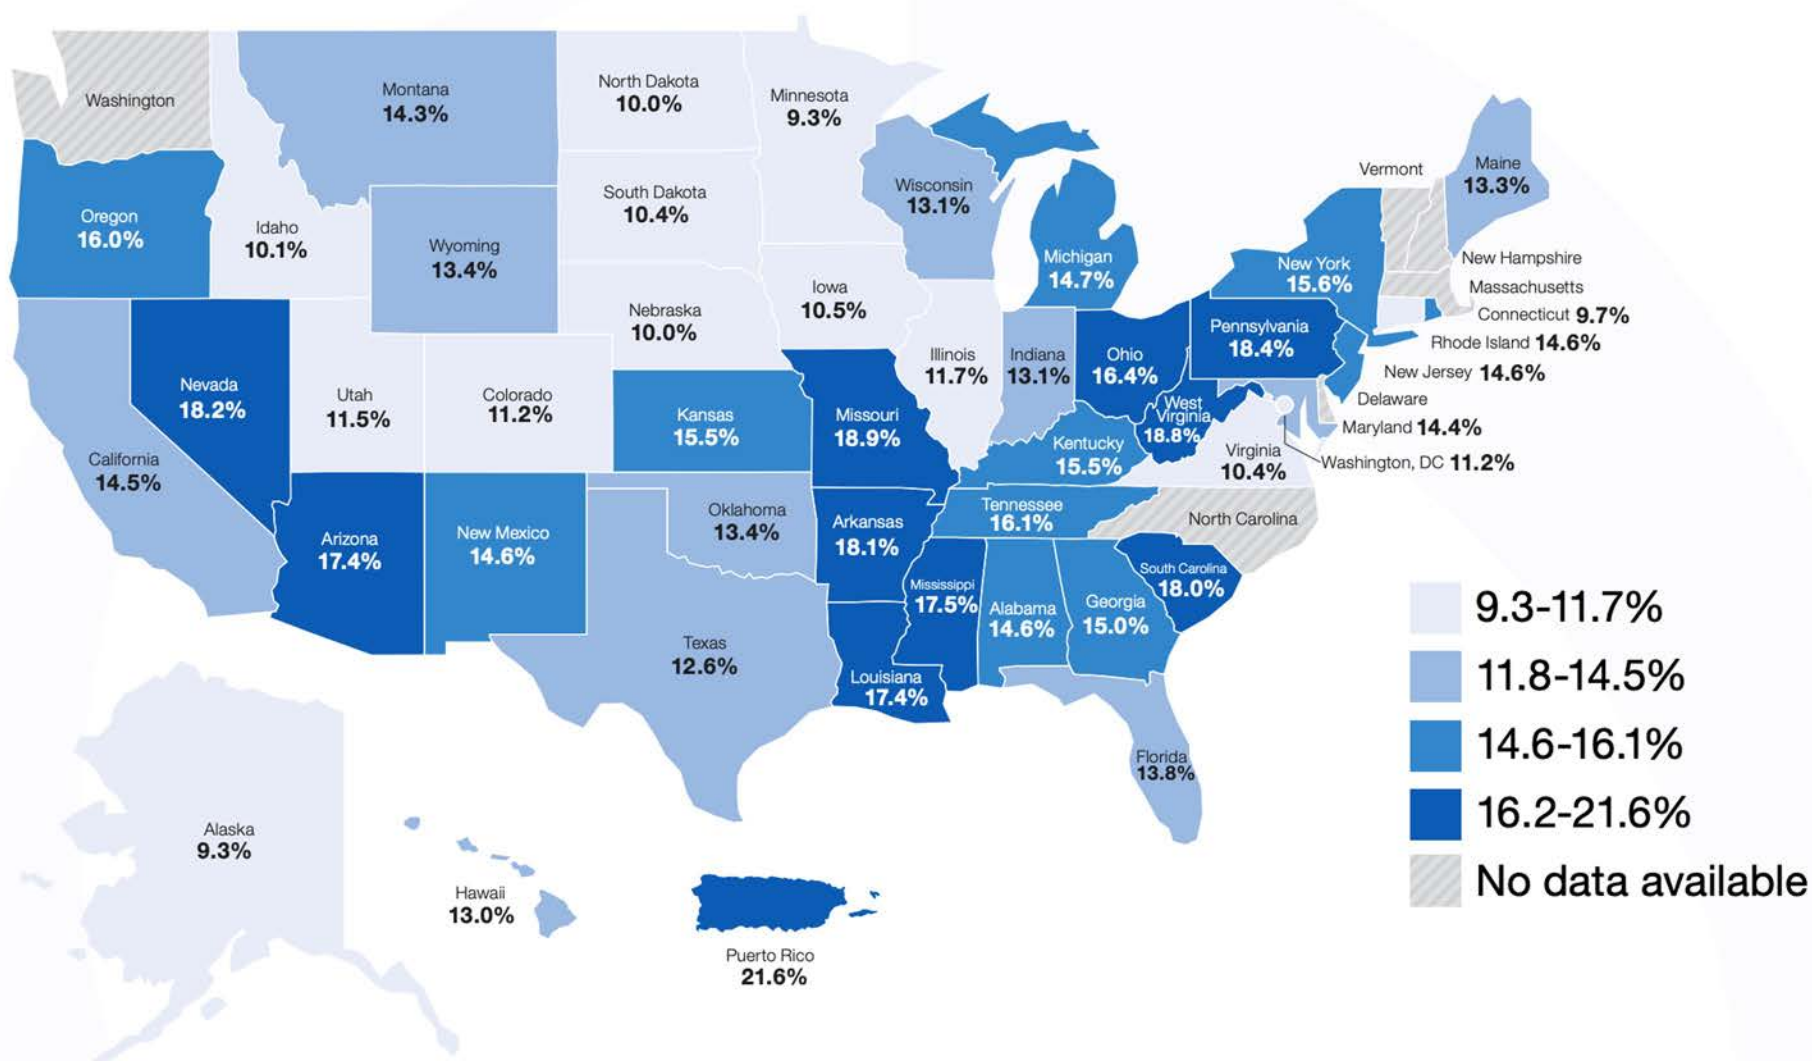 Washington
Montana
14.3%
North Dakota
10.0%
Minnesota
9.3%
Oregon
16.0%
Idaho
10.1%
Wyoming
13.4%
South Dakota
10.4%
Wisconsin
13.1%
Michigan
14.7%
New York
15.6%
Vermont
Maine
13.3%
New Hampshire
Massachusetts
Connecticut 9.7%
Rhode Island 14.6%
New Jersey 14.6%
Delaware
Maryland 14.4%
Washington, DC 11.2%
Nebraska
10.0%
Iowa
10.5%
Illinois
11.7%
Indiana
13.1%
Ohio
16.4%
Pennsylvania
18.4%
California
14.5%
Nevada
18.2%
Utah
11.5%
Colorado
11.2%
Kansas
15.5%
Missouri
18.9%
Kentucky
15.5%
West
Virginia
18.8%
Virginia
10.4%
Arizona
17.4%
New Mexico
14.6%
Oklahoma
13.4%
Arkansas
18.1%
Tennessee
16.1%
North Carolina
South Carolina
18.0%
Texas
12.6%
Louisiana
17.4%
Mississippi
17.5%
Alabama
14.6%
Georgia
15.0%
Florida
13.8%
Alaska
9.3%
Hawaii
13.0%
Puerto Rico
21.6%
9.3-11.7%
11.8-14.5%
14.6-16.1%
16.2-21.6%
No data available